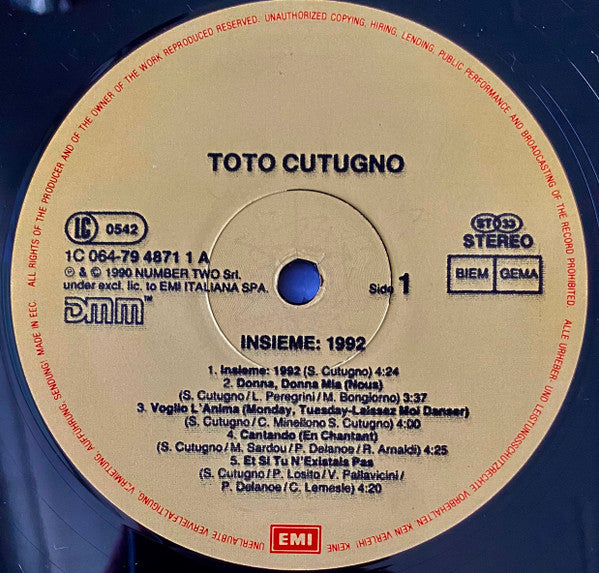 ALL RIGHTS OF THE PRODUCER AND OF THE OWNER OF THE WORK REPRODUCED RESERVED. UNAUTHORIZED COPYING, HIRING, LENDING, PUBLIC PERFORMANCE AND BROADCASTING OF THE RECORD PROHIBITED. ALLE URHEBER- UND LEISTUNGSSCHUTZRECHTE VORBEHALTEN. KEIN VERLEIH! KEINE UNERLAUBTE VERVIELFÄLTIGUNG, VERMIETUNG, AUFFÜHRUNG, SENDUNG. MADE IN EEC.
TOTO CUTUGNO
LC 0542
1C 064-79 4871 1 A
℗ & © 1990 NUMBER TWO Srl.
under excl. lic. to EMI ITALIANA SPA.
DMM™
ST 33
STEREO
BIEM GEMA
Side 1
INSIEME: 1992
1. Insieme: 1992 (S. Cutugno) 4:24
2. Donna, Donna Mia (Nous)
(S. Cutugno/L. Peregrini/M. Bongiorno) 3:37
3. Voglio L'Anima (Monday, Tuesday-Laissez Moi Danser)
(S. Cutugno/C. Minellono S. Cutugno) 4:00
4. Cantando (En Chantant)
(S. Cutugno/M. Sardou/P. Delanoe/R. Arnaldi) 4:25
5. Et Si Tu N'Existais Pas
(S. Cutugno/P. Losito/V. Pallavicini/
P. Delanoe/C. Lemesle) 4:20
EMI